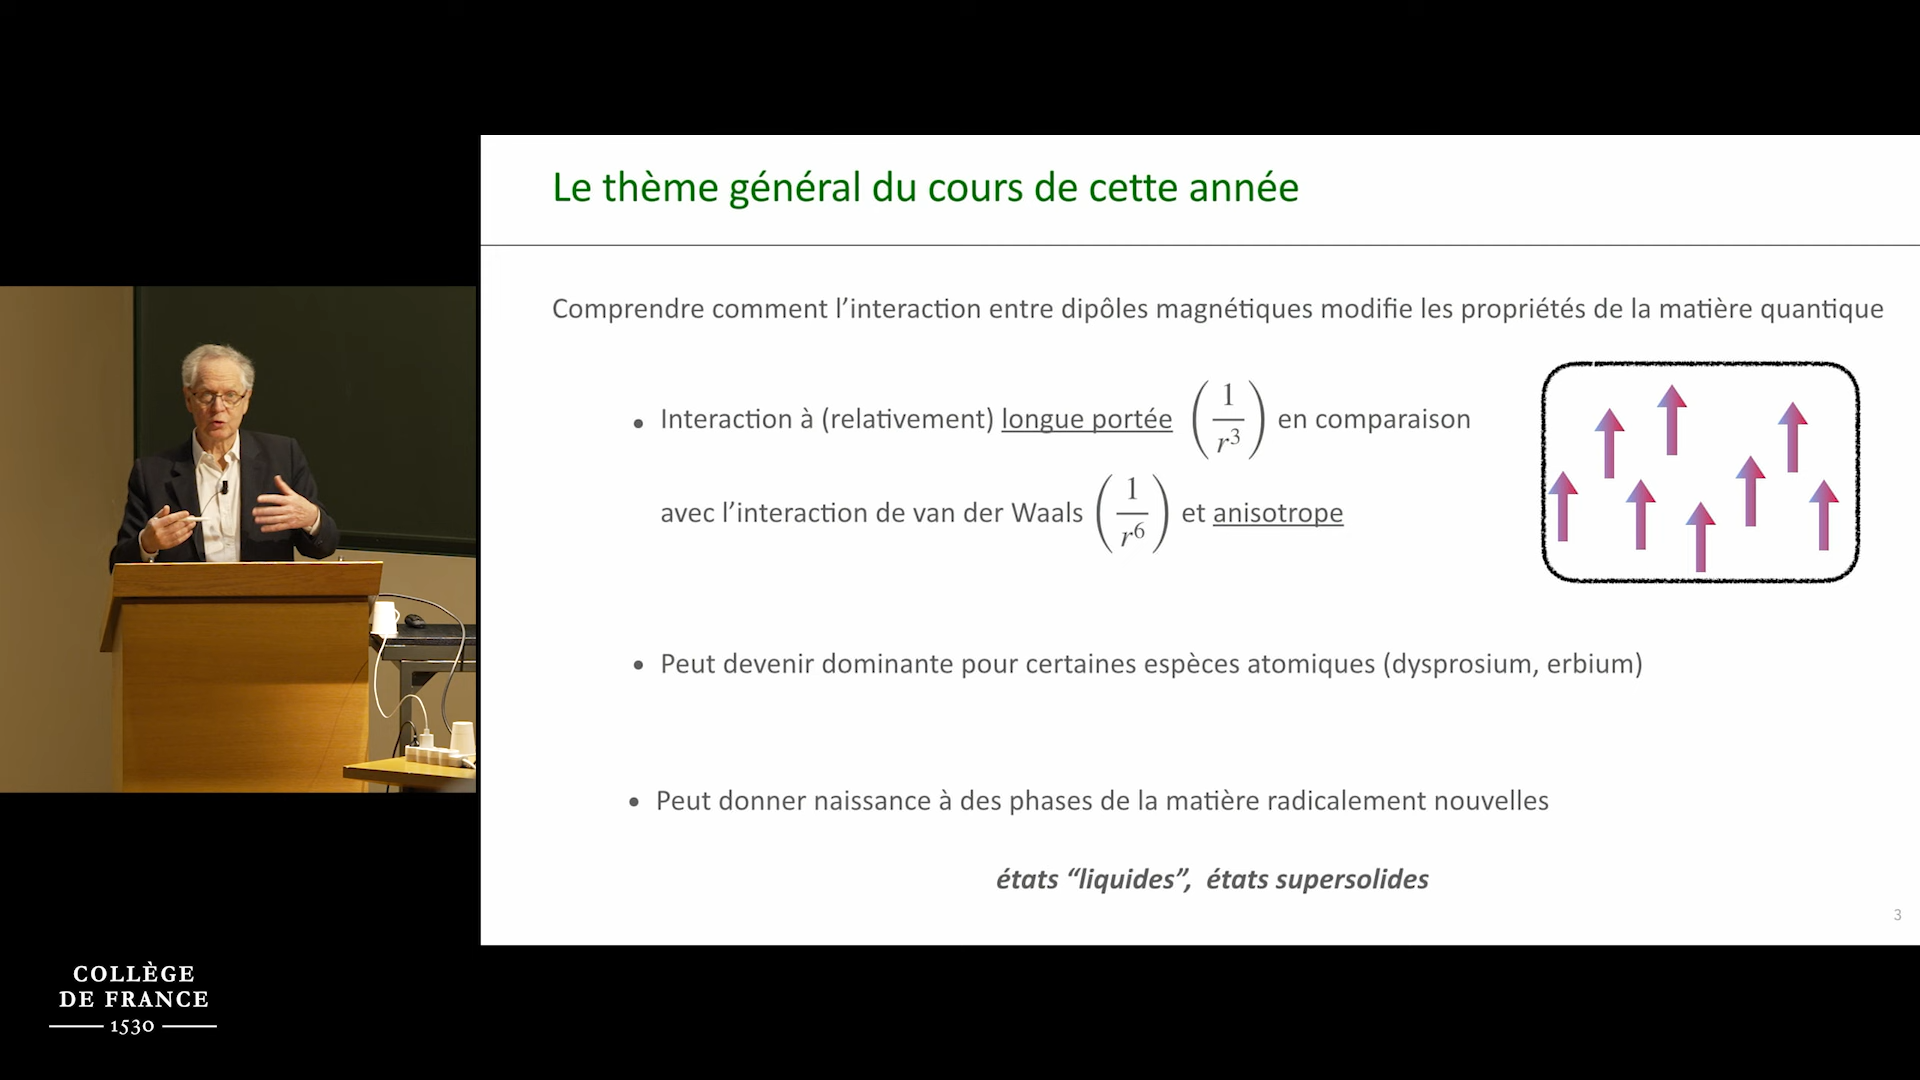 Le thème général du cours de cette année
Comprendre comment l’interaction entre dipôles magnétiques modifie les propriétés de la matière quantique
• Interaction à (relativement) longue portée (1/r³) en comparaison
avec l’interaction de van der Waals (1/r⁶) et anisotrope
• Peut devenir dominante pour certaines espèces atomiques (dysprosium, erbium)
• Peut donner naissance à des phases de la matière radicalement nouvelles
états “liquides”, états supersolides
3
COLLÈGE
DE FRANCE
1530